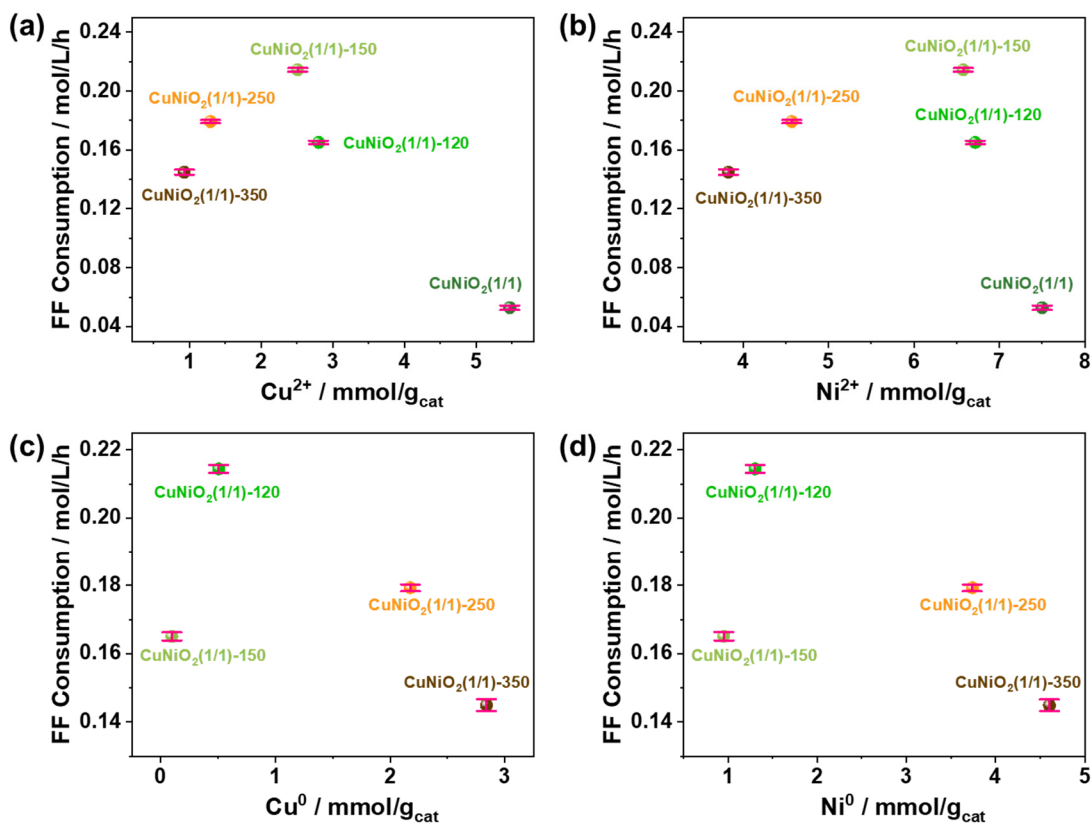 (a)
0.24
0.20
0.16
0.12
0.08
0.04
FF Consumption / mol/L/h
CuNiO₂(1/1)-150
CuNiO₂(1/1)-250
CuNiO₂(1/1)-120
CuNiO₂(1/1)-350
CuNiO₂(1/1)
1 2 3 4 5
Cu²⁺ / mmol/g_cat
(b)
0.24
0.20
0.16
0.12
0.08
0.04
FF Consumption / mol/L/h
CuNiO₂(1/1)-150
CuNiO₂(1/1)-250
CuNiO₂(1/1)-120
CuNiO₂(1/1)-350
CuNiO₂(1/1)
4 5 6 7 8
Ni²⁺ / mmol/g_cat
(c)
0.22
0.20
0.18
0.16
0.14
FF Consumption / mol/L/h
CuNiO₂(1/1)-120
CuNiO₂(1/1)-250
CuNiO₂(1/1)-150
CuNiO₂(1/1)-350
0 1 2 3
Cu⁰ / mmol/g_cat
(d)
0.22
0.20
0.18
0.16
0.14
FF Consumption / mol/L/h
CuNiO₂(1/1)-120
CuNiO₂(1/1)-250
CuNiO₂(1/1)-150
CuNiO₂(1/1)-350
1 2 3 4 5
Ni⁰ / mmol/g_cat